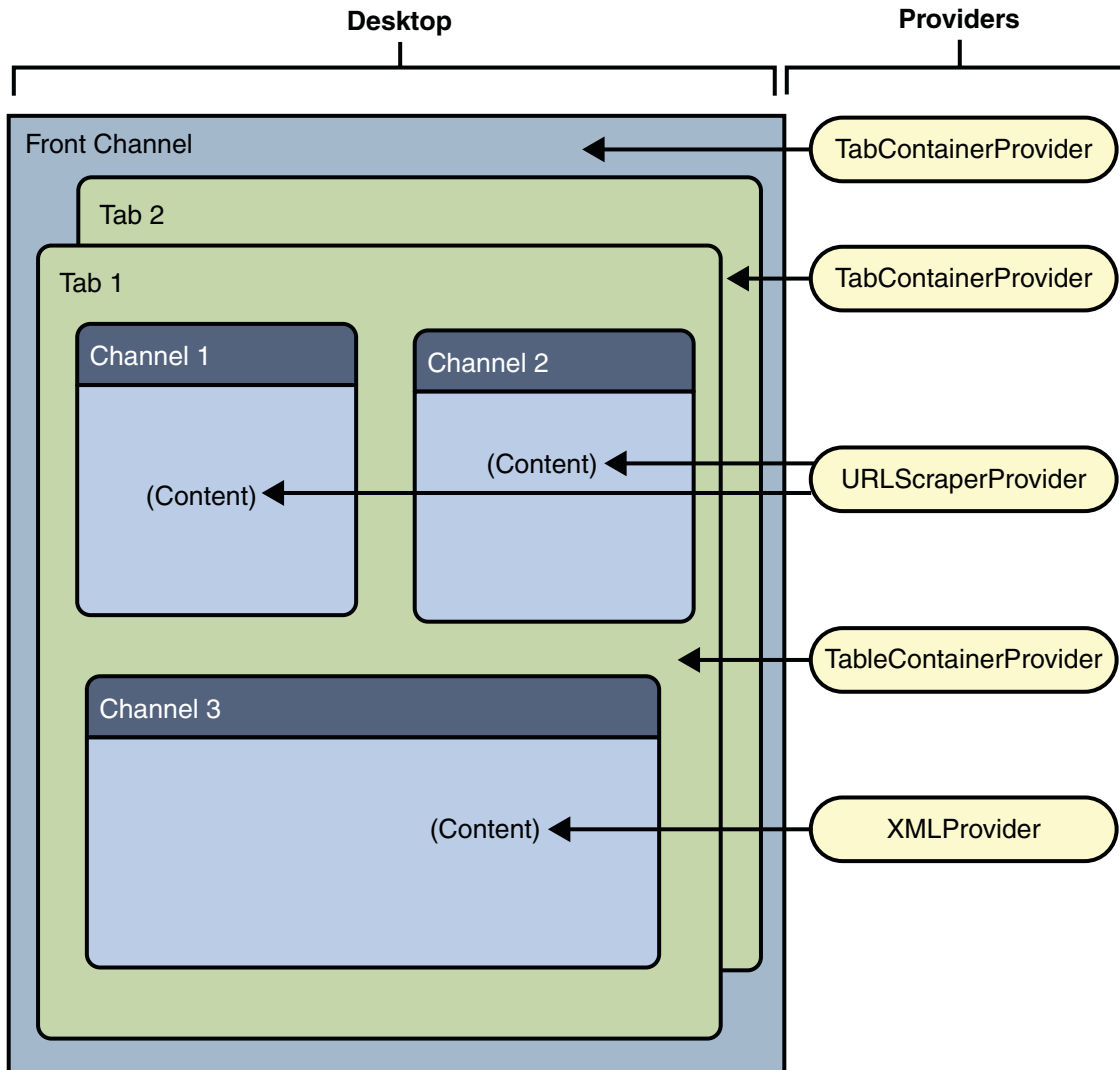 Desktop
Providers
Front Channel
TabContainerProvider
Tab 2
Tab 1
TabContainerProvider
Channel 1
Channel 2
(Content)
(Content)
URLScraperProvider
TableContainerProvider
Channel 3
(Content)
XMLProvider